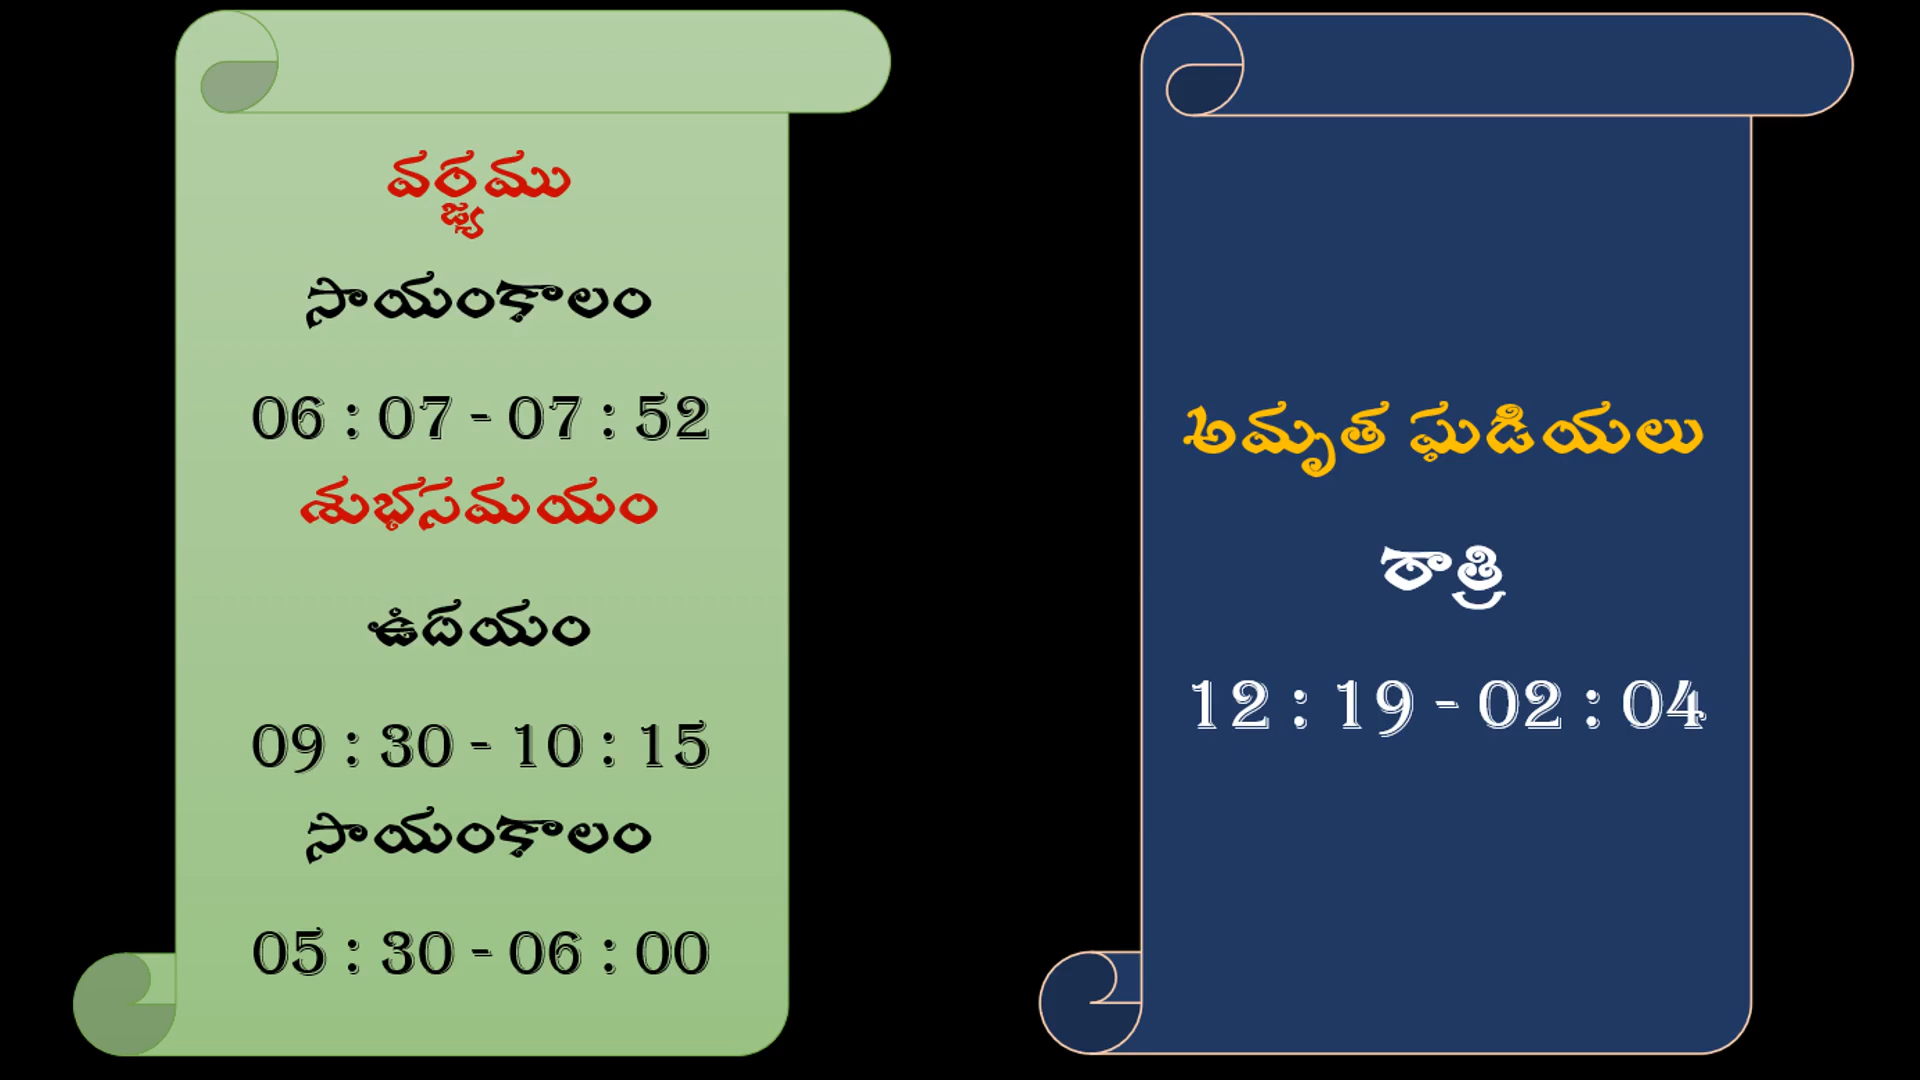 వర్జ్యము
సాయంకాలం
06 : 07 - 07 : 52
శుభసమయం
ఉదయం
09 : 30 - 10 : 15
సాయంకాలం
05 : 30 - 06 : 00
అమృత ఘడియలు
రాత్రి
12 : 19 - 02 : 04